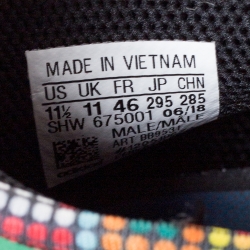 MADE IN VIETNAM
US UK FR JP CHN
11½ 11 46 295 285
SHW 675001 06/18
MALE/MALE
ART